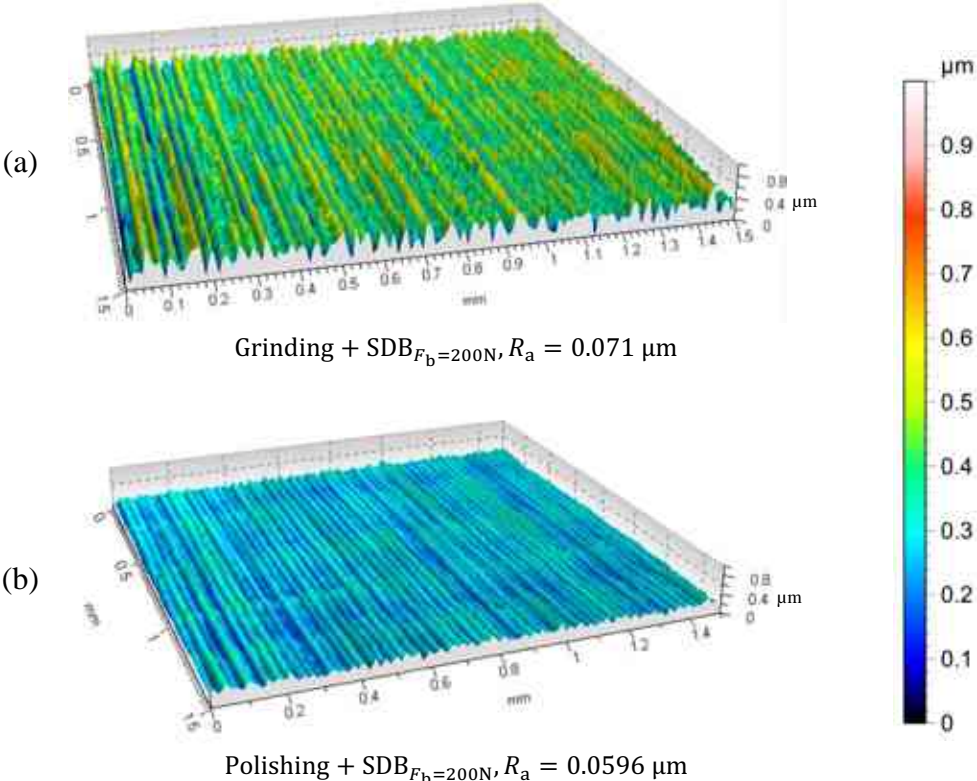 (a)
0
0.5
1
1.5
0 0.1 0.2 0.3 0.4 0.5 0.6 0.7 0.8 0.9 1 1.1 1.2 1.3 1.4 1.5
mm
0.8
0.4 μm
0
Grinding + SDB_{F_b=200N}, R_a = 0.071 μm
(b)
0
0.5
1
1.5
mm
0 0.2 0.4 0.6 0.8 1 1.2 1.4
mm
0.8
0.4 μm
0
Polishing + SDB_{F_b=200N}, R_a = 0.0596 μm
μm
0.9
0.8
0.7
0.6
0.5
0.4
0.3
0.2
0.1
0